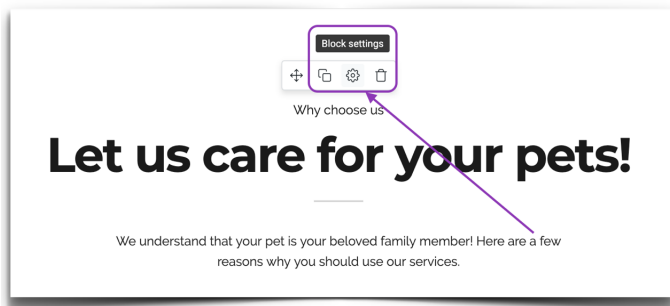 Block settings
Why choose us
Let us care for your pets!
We understand that your pet is your beloved family member! Here are a few
reasons why you should use our services.